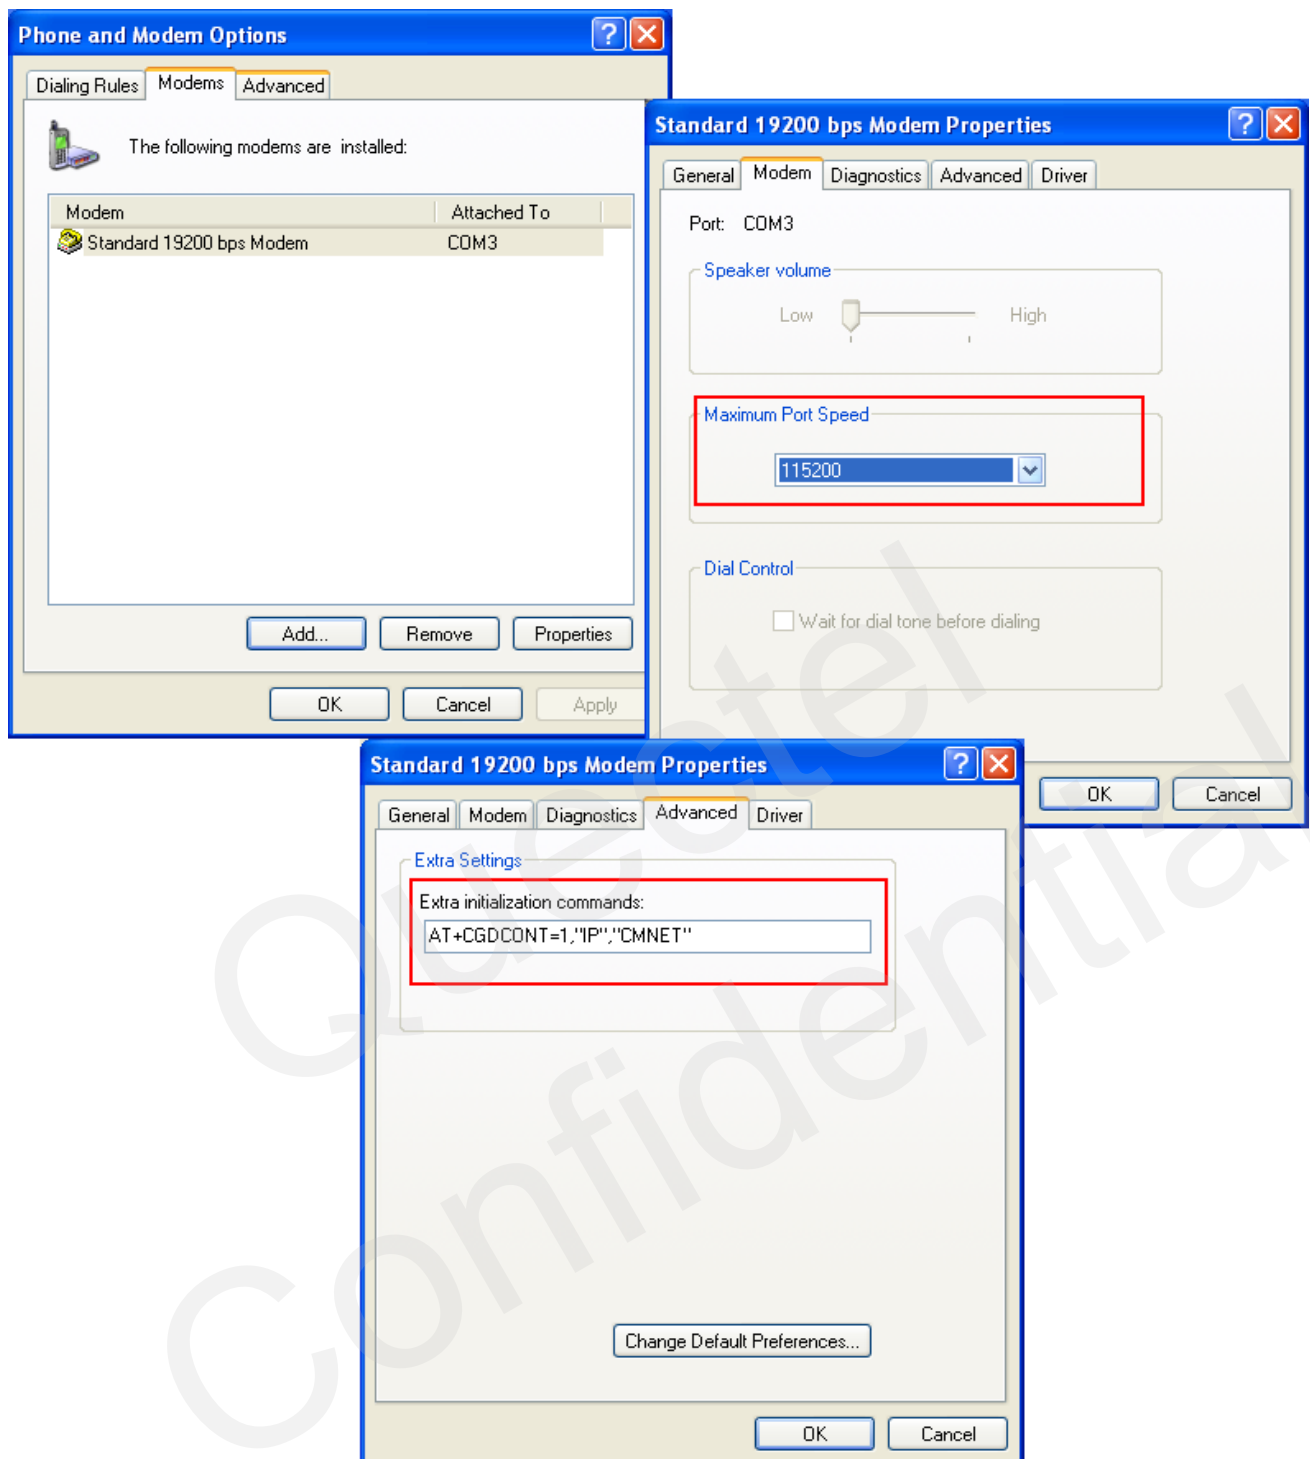 Phone and Modem Options
Dialing Rules Modems Advanced
The following modems are installed:
Modem Attached To
Standard 19200 bps Modem COM3
Add... Remove Properties
OK Cancel Apply
Standard 19200 bps Modem Properties
General Modem Diagnostics Advanced Driver
Port: COM3
Speaker volume
Low High
Maximum Port Speed
115200
Dial Control
Wait for dial tone before dialing
OK Cancel
Standard 19200 bps Modem Properties
General Modem Diagnostics Advanced Driver
Extra Settings
Extra initialization commands:
AT+CGDCONT=1,"IP","CMNET"
Change Default Preferences...
OK Cancel
Quectel
Confidential